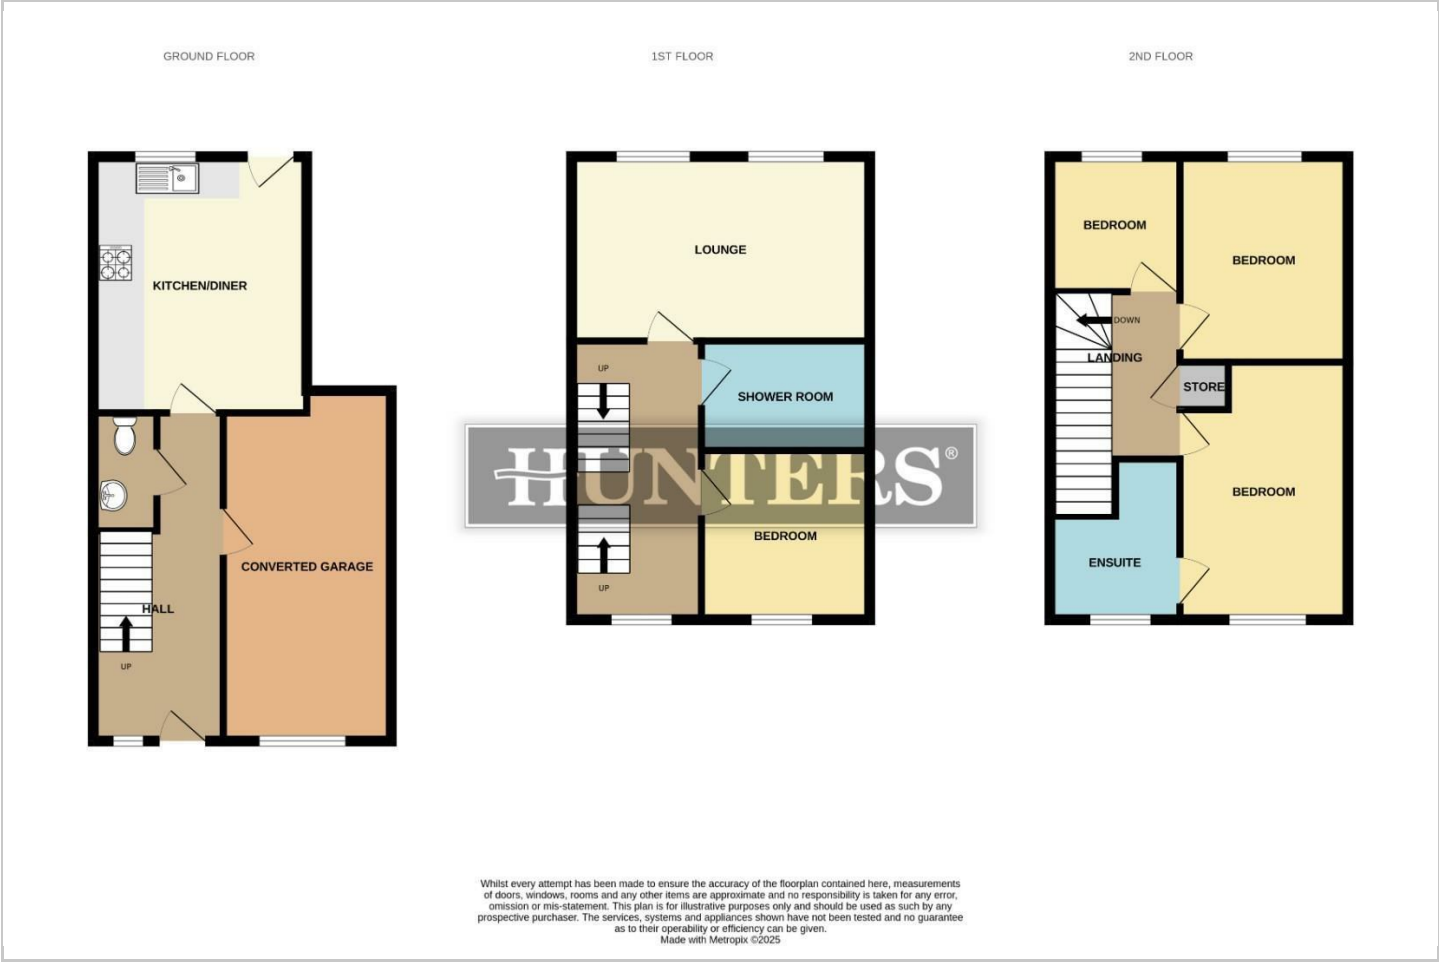 GROUND FLOOR
1ST FLOOR
2ND FLOOR
KITCHEN/DINER
CONVERTED GARAGE
HALL
UP
LOUNGE
UP
SHOWER ROOM
HUNTERS®
BEDROOM
UP
BEDROOM
BEDROOM
DOWN
LANDING
STORE
BEDROOM
ENSUITE
Whilst every attempt has been made to ensure the accuracy of the floorplan contained here, measurements
of doors, windows, rooms and any other items are approximate and no responsibility is taken for any error,
omission or mis-statement. This plan is for illustrative purposes only and should be used as such by any
prospective purchaser. The services, systems and appliances shown have not been tested and no guarantee
as to their operability or efficiency can be given.
Made with Metropix ©2025